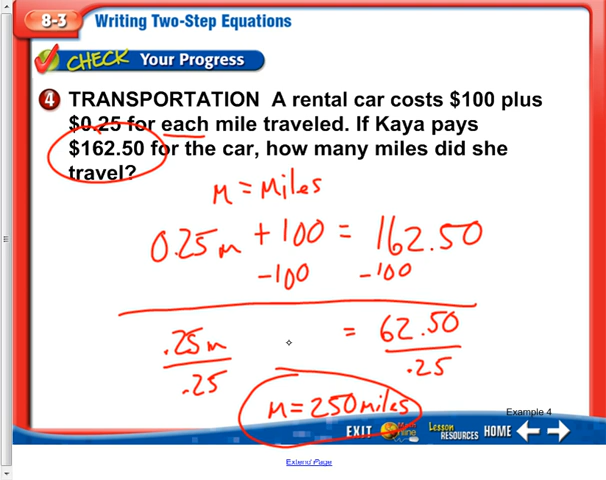 8-3 Writing Two-Step Equations
CHECK Your Progress
4 TRANSPORTATION A rental car costs $100 plus
$0.25 for each mile traveled. If Kaya pays
$162.50 for the car, how many miles did she
travel?
m = miles
0.25m + 100 = 162.50
-100 -100
.25m = 62.50
.25 .25
m = 250 miles
Example 4
EXIT Math Online Lesson RESOURCES HOME
Extend Page